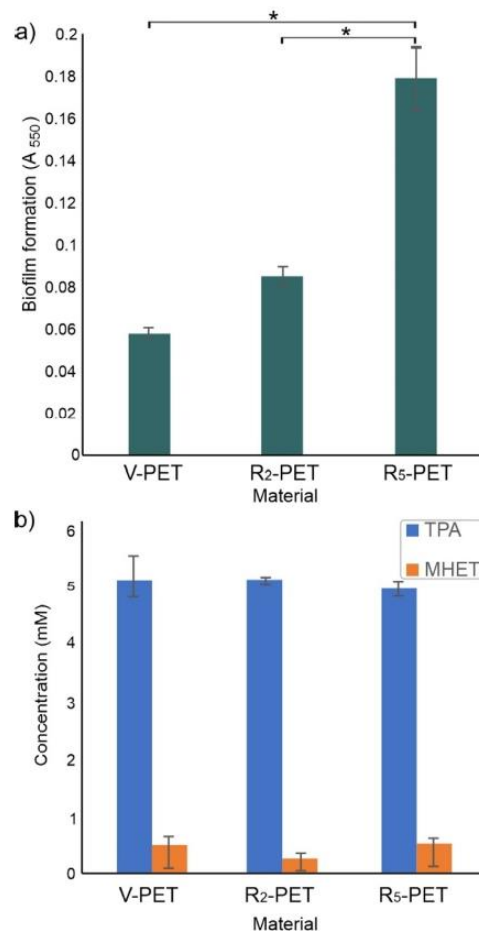 a)
* 
*
0.2
0.18
0.16
0.14
0.12
0.1
0.08
0.06
0.04
0.02
0
Biofilm formation (A 550)
V-PET R2-PET R5-PET
Material
b)
6
5
4
3
2
1
0
Concentration (mM)
TPA
MHET
V-PET R2-PET R5-PET
Material